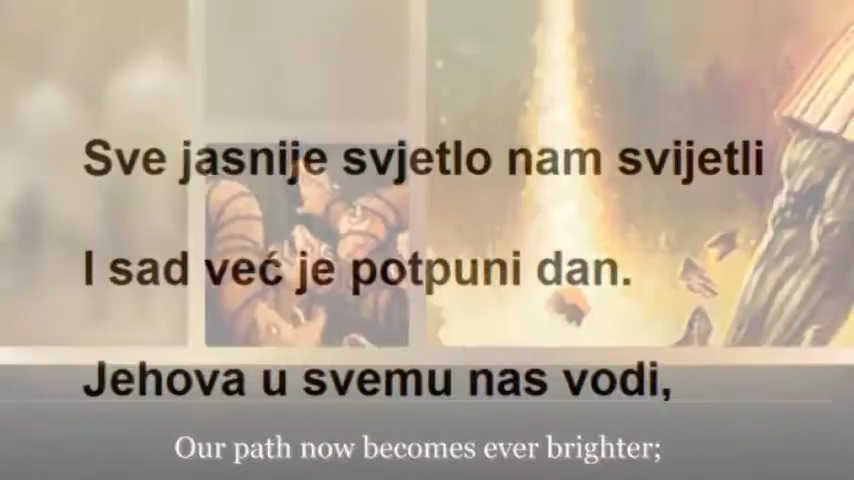 Sve jasnije svjetlo nam svijetli
I sad već je potpuni dan.
Jehova u svemu nas vodi,
Our path now becomes ever brighter;